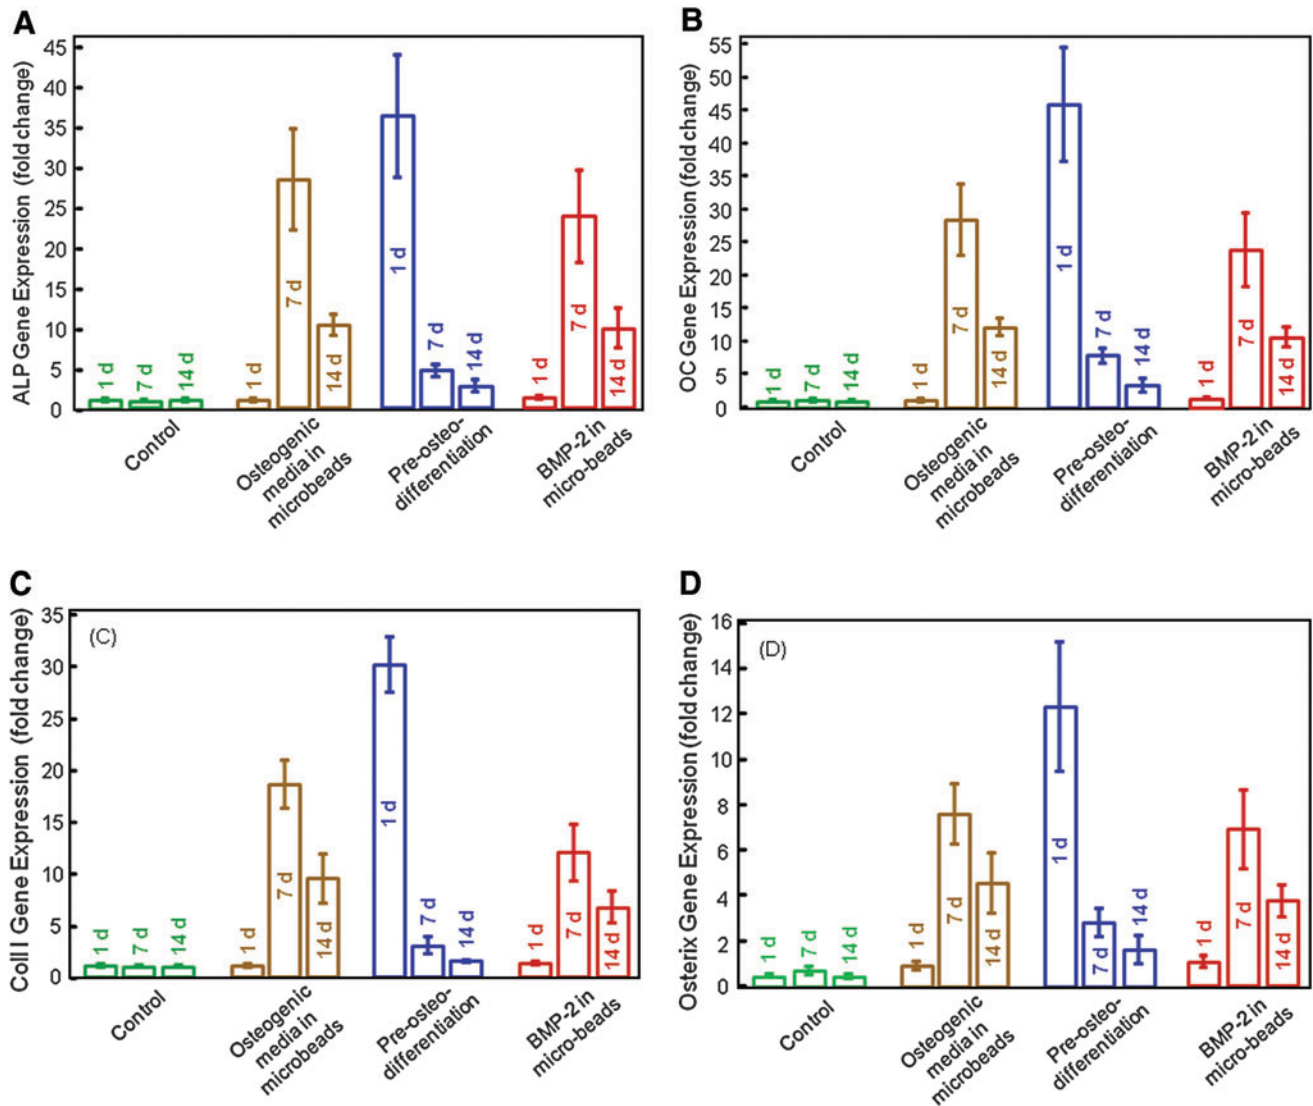 A
ALP Gene Expression (fold change)
45
40
35
30
25
20
15
10
5
0
1 d
7 d
14 d
1 d
7 d
14 d
1 d
7 d
14 d
1 d
7 d
14 d
Control
Osteogenic
media in
microbeads
Pre-osteo-
differentiation
BMP-2 in
micro-beads
B
OC Gene Expression (fold change)
55
50
45
40
35
30
25
20
15
10
5
0
1 d
7 d
14 d
1 d
7 d
14 d
1 d
7 d
14 d
1 d
7 d
14 d
Control
Osteogenic
media in
microbeads
Pre-osteo-
differentiation
BMP-2 in
micro-beads
C
(C)
Coll I Gene Expression (fold change)
35
30
25
20
15
10
5
0
1 d
7 d
14 d
1 d
7 d
14 d
1 d
7 d
14 d
1 d
7 d
14 d
Control
Osteogenic
media in
microbeads
Pre-osteo-
differentiation
BMP-2 in
micro-beads
D
(D)
Osterix Gene Expression (fold change)
16
14
12
10
8
6
4
2
0
1 d
7 d
14 d
1 d
7 d
14 d
1 d
7 d
14 d
1 d
7 d
14 d
Control
Osteogenic
media in
microbeads
Pre-osteo-
differentiation
BMP-2 in
micro-beads